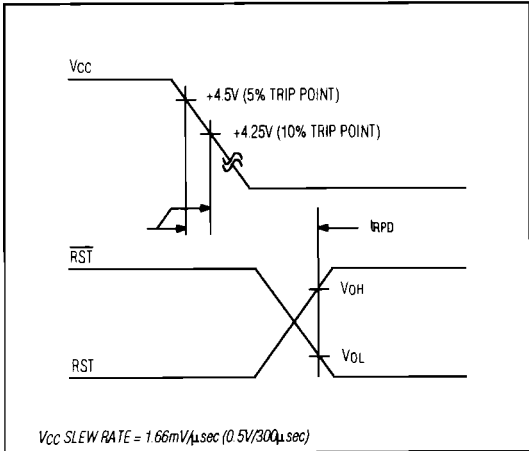 VCC
+4.5V (5% TRIP POINT)
+4.25V (10% TRIP POINT)
tRPD
RST
VOH
VOL
RST
VCC SLEW RATE = 1.66mV/µsec (0.5V/300µsec)